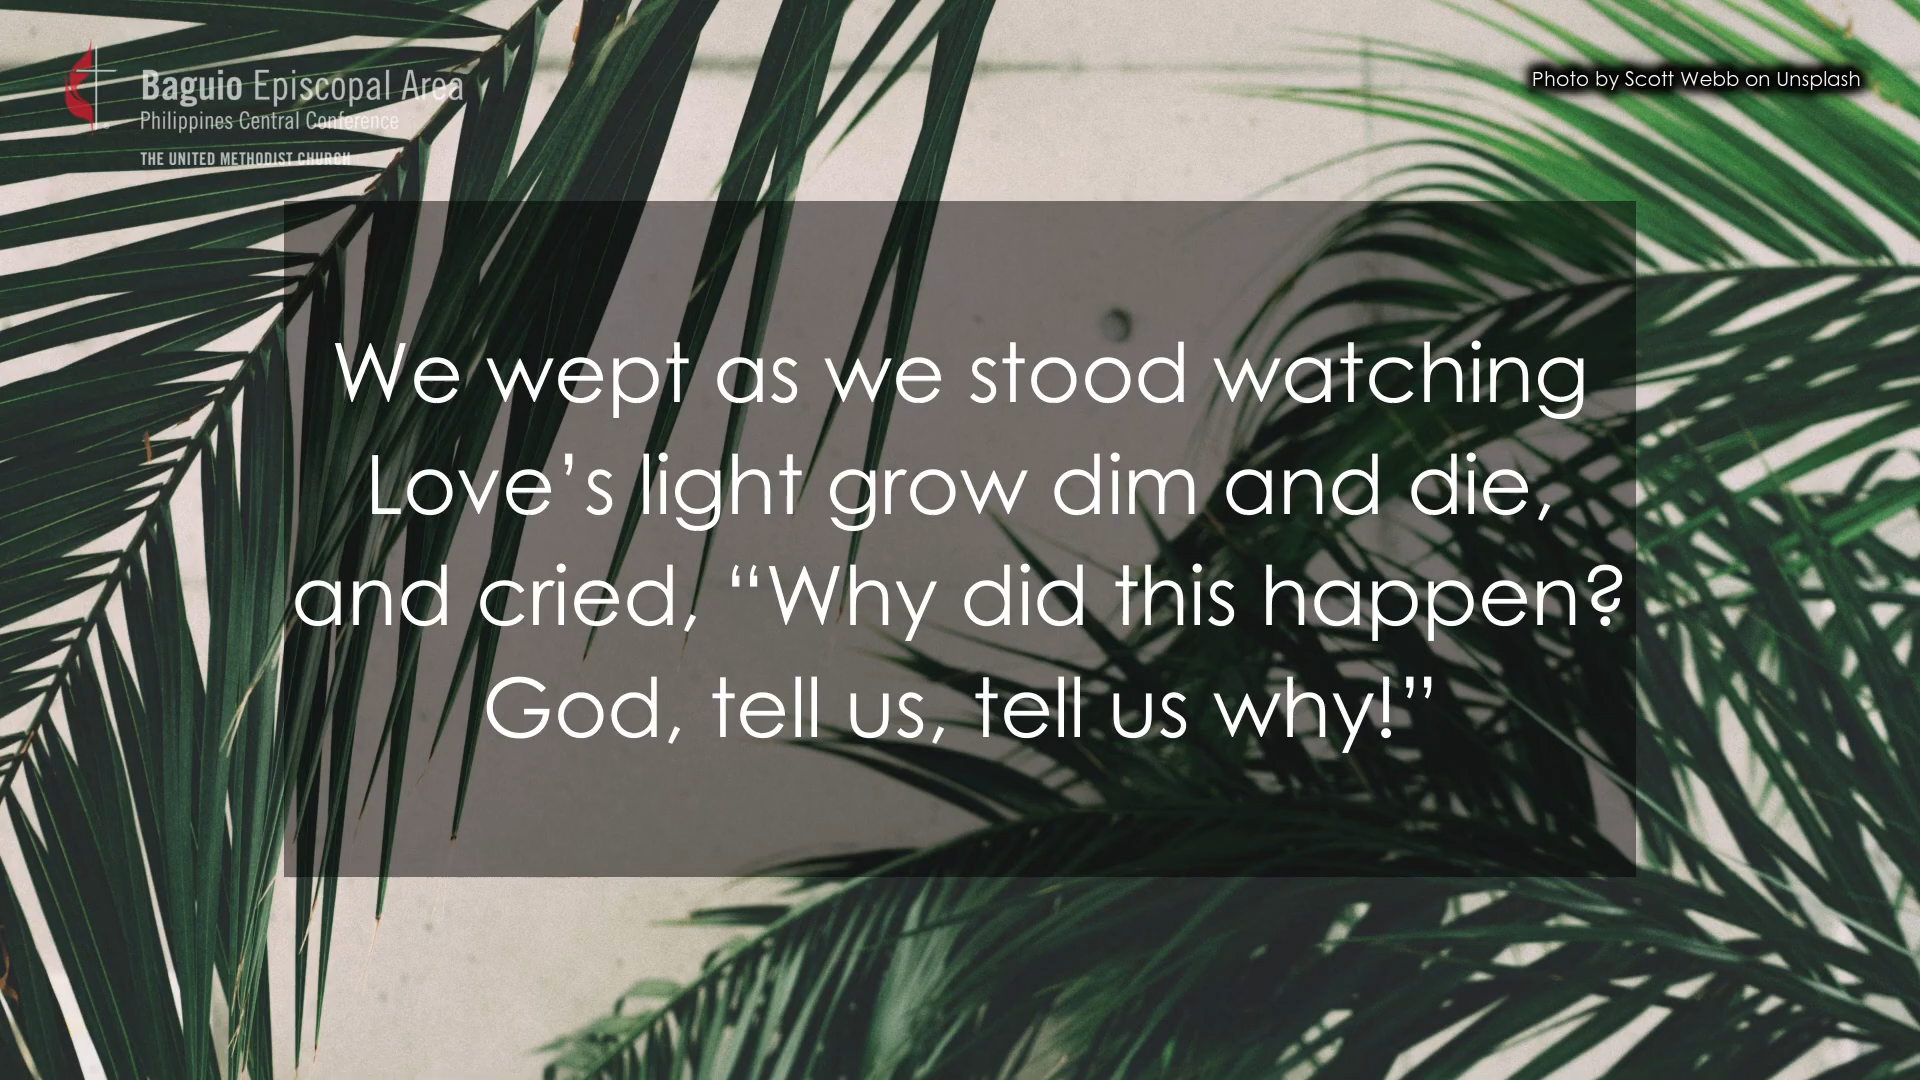 Baguio Episcopal Area
Philippines Central Conference
THE UNITED METHODIST CHURCH
Photo by Scott Webb on Unsplash
We wept as we stood watching
Love’s light grow dim and die,
and cried, “Why did this happen?
God, tell us, tell us why!”